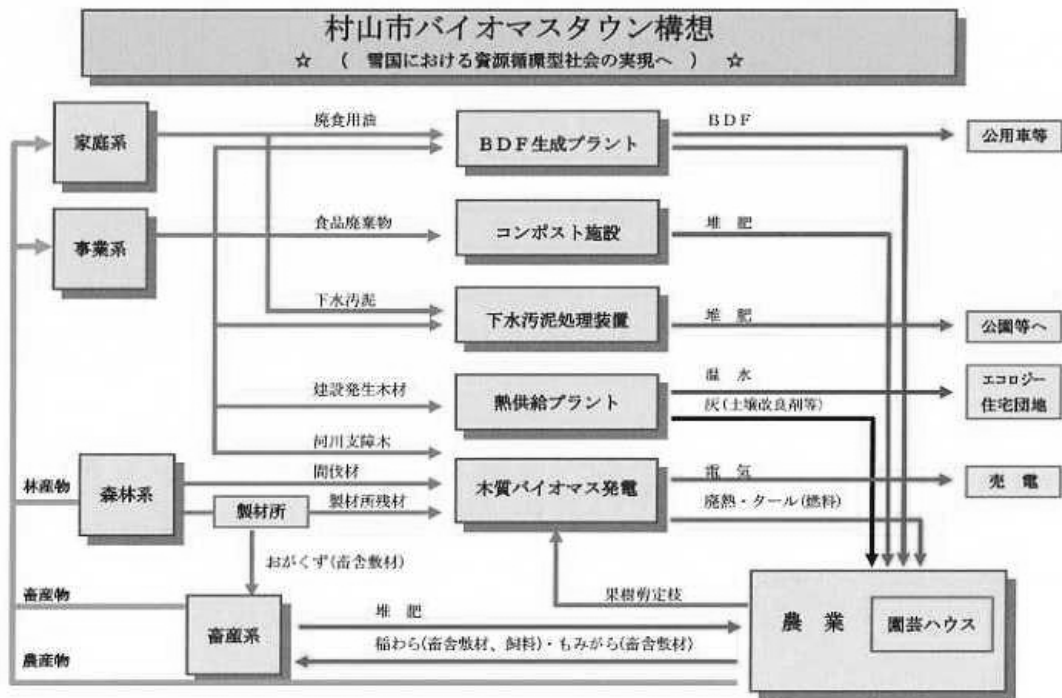 村山市バイオマスタウン構想
☆ （ 雪国における資源循環型社会の実現へ ） ☆
家庭系
廃食用油
BDF生成プラント
BDF
公用車等
事業系
食品廃棄物
コンポスト施設
堆 肥
下水汚泥
下水汚泥処理装置
堆 肥
公園等へ
建設発生木材
熱供給プラント
温 水
灰(土壌改良剤等)
エコロジー
住宅団地
河川支障木
林産物
森林系
間伐材
製材所
製材所残材
木質バイオマス発電
電 気
廃熱・タール(燃料)
売 電
おがくず(畜舎敷材)
果樹剪定枝
畜産物
畜産系
堆 肥
稲わら(畜舎敷材、飼料)・もみがら(畜舎敷材)
農産物
農 業
園芸ハウス